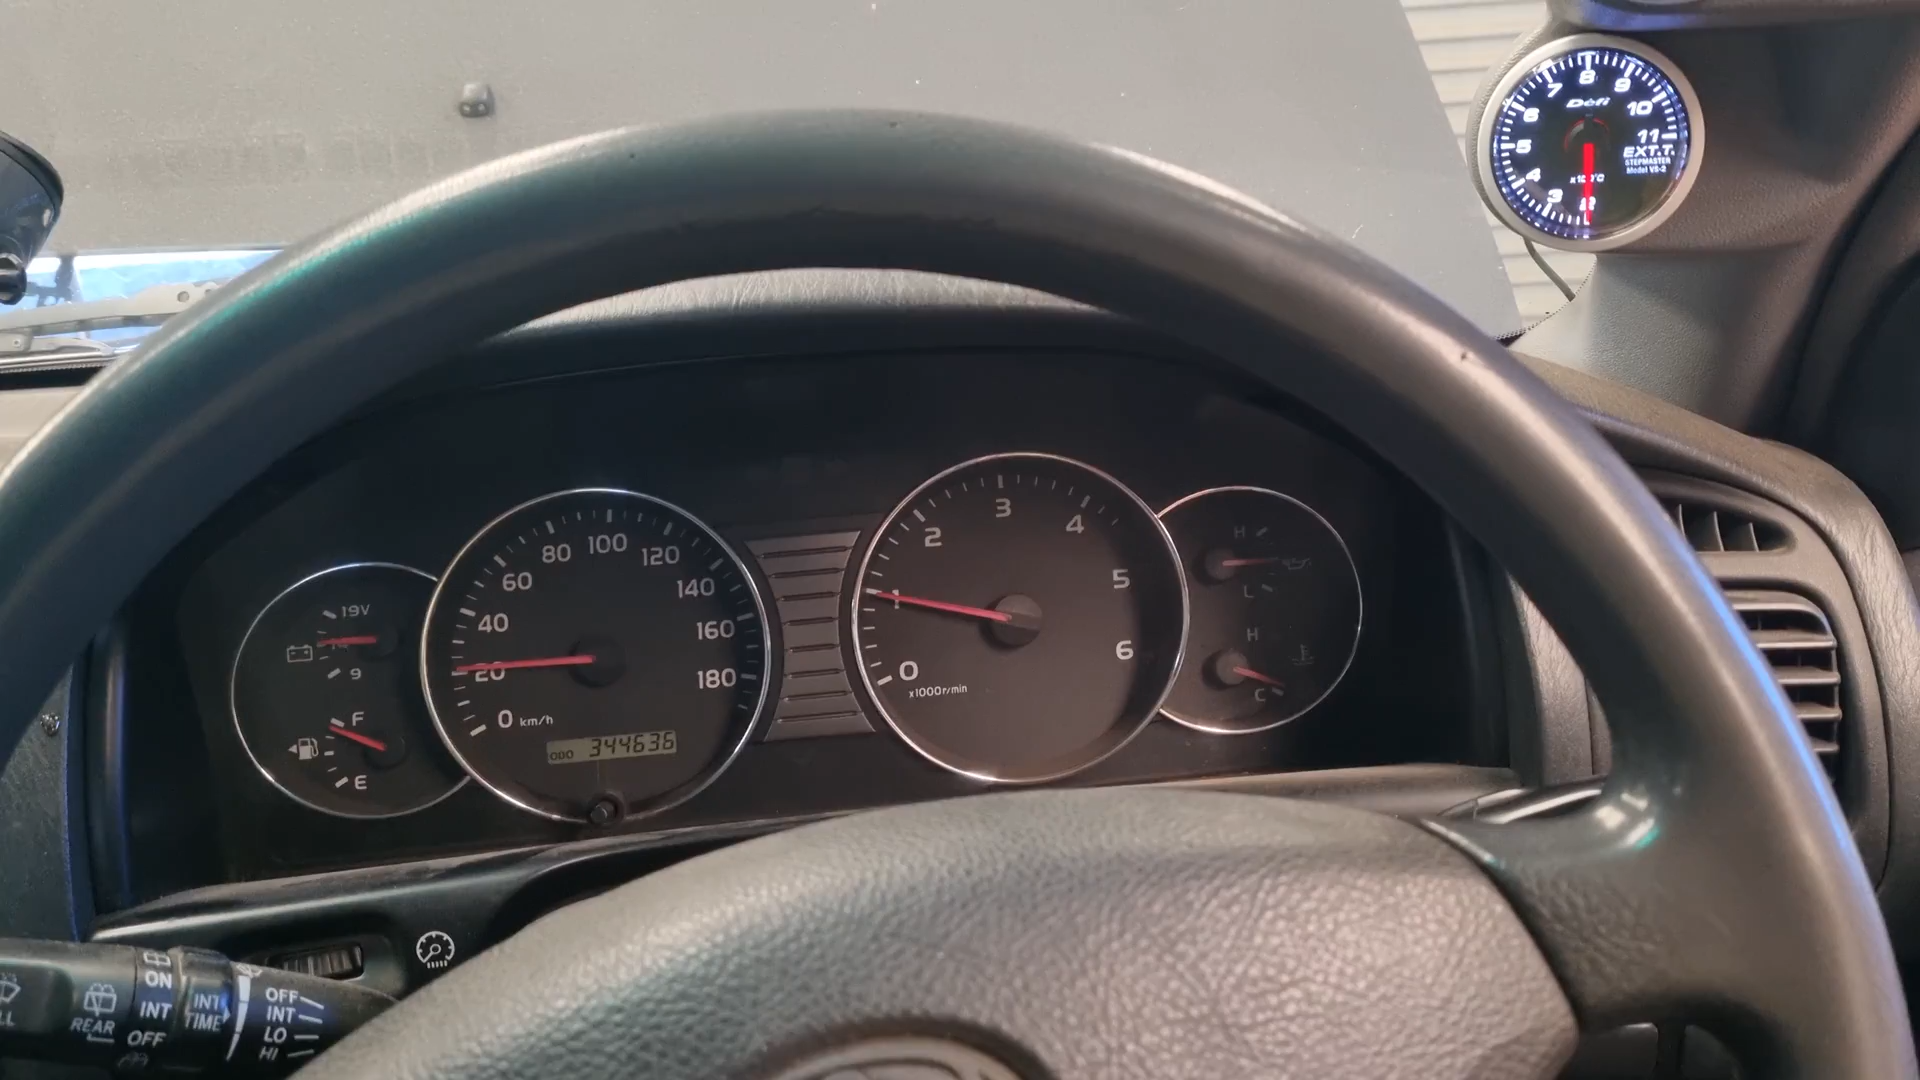 8
7
9
Defi
6
10
11
5
EXT.T.
STEPMASTER
Model VS-2
4
3
2
19V
9
F
E
0
20
40
60
80
100
120
140
160
180
km/h
ODO 344636
0
1
2
3
4
5
6
x1000r/min
H
L
H
C
REAR
ON
INT
OFF
INT
TIME
OFF
INT
LO
HI